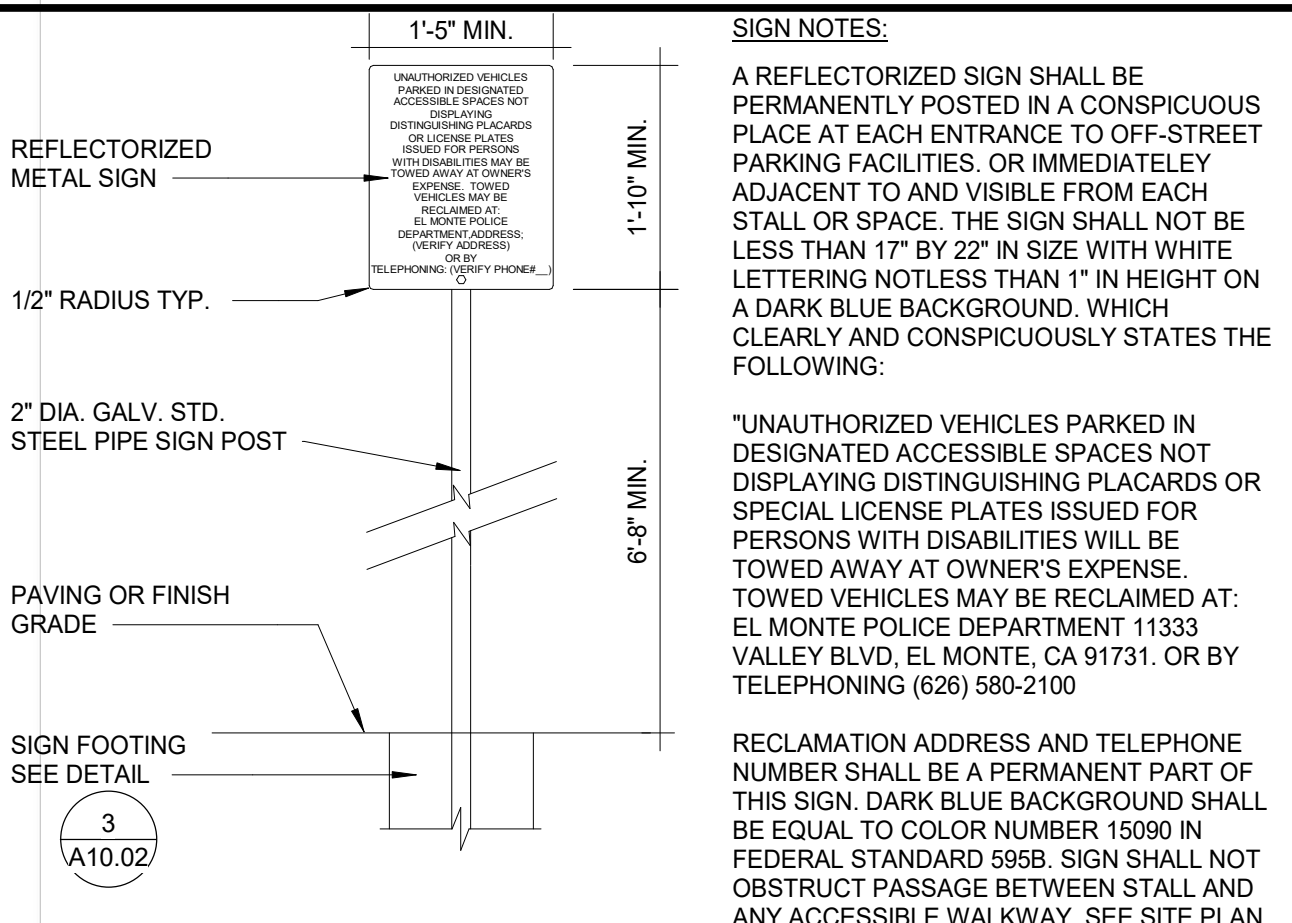 1'-5" MIN.
UNAUTHORIZED VEHICLES
PARKED IN DESIGNATED
ACCESSIBLE SPACES NOT
DISPLAYING
DISTINGUISHING PLACARDS
OR LICENSE PLATES
ISSUED FOR PERSONS
WITH DISABILITIES MAY BE
TOWED AWAY AT OWNER'S
EXPENSE. TOWED
VEHICLES MAY BE
RECLAIMED AT:
EL MONTE POLICE
DEPARTMENT,ADDRESS;
(VERIFY ADDRESS)
OR BY
TELEPHONING: (VERIFY PHONE#__)
REFLECTORIZED
METAL SIGN
1/2" RADIUS TYP.
2" DIA. GALV. STD.
STEEL PIPE SIGN POST
PAVING OR FINISH
GRADE
SIGN FOOTING
SEE DETAIL
3
A10.02
1'-10" MIN.
6'-8" MIN.
SIGN NOTES:
A REFLECTORIZED SIGN SHALL BE
PERMANENTLY POSTED IN A CONSPICUOUS
PLACE AT EACH ENTRANCE TO OFF-STREET
PARKING FACILITIES. OR IMMEDIATELEY
ADJACENT TO AND VISIBLE FROM EACH
STALL OR SPACE. THE SIGN SHALL NOT BE
LESS THAN 17" BY 22" IN SIZE WITH WHITE
LETTERING NOTLESS THAN 1" IN HEIGHT ON
A DARK BLUE BACKGROUND. WHICH
CLEARLY AND CONSPICUOUSLY STATES THE
FOLLOWING:
"UNAUTHORIZED VEHICLES PARKED IN
DESIGNATED ACCESSIBLE SPACES NOT
DISPLAYING DISTINGUISHING PLACARDS OR
SPECIAL LICENSE PLATES ISSUED FOR
PERSONS WITH DISABILITIES WILL BE
TOWED AWAY AT OWNER'S EXPENSE.
TOWED VEHICLES MAY BE RECLAIMED AT:
EL MONTE POLICE DEPARTMENT 11333
VALLEY BLVD, EL MONTE, CA 91731. OR BY
TELEPHONING (626) 580-2100
RECLAMATION ADDRESS AND TELEPHONE
NUMBER SHALL BE A PERMANENT PART OF
THIS SIGN. DARK BLUE BACKGROUND SHALL
BE EQUAL TO COLOR NUMBER 15090 IN
FEDERAL STANDARD 595B. SIGN SHALL NOT
OBSTRUCT PASSAGE BETWEEN STALL AND
ANY ACCESSIBLE WALKWAY. SEE SITE PLAN